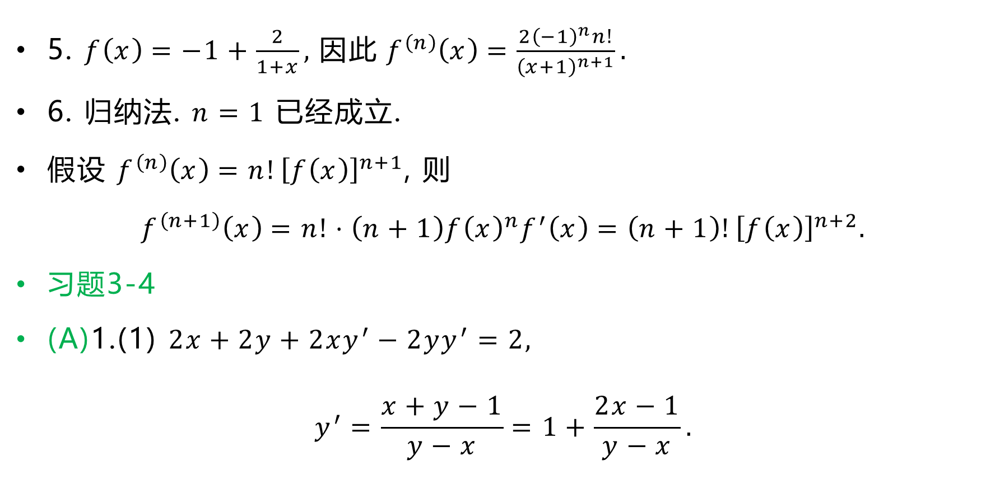 • 5. f(x) = −1 + \frac{2}{1+x}, 因此 f^{(n)}(x) = \frac{2(−1)^n n!}{(x+1)^{n+1}}.
• 6. 归纳法. n = 1 已经成立.
• 假设 f^{(n)}(x) = n! [f(x)]^{n+1}, 则
f^{(n+1)}(x) = n! · (n + 1)f(x)^n f′(x) = (n + 1)! [f(x)]^{n+2}.
• 习题3-4
• (A)1.(1) 2x + 2y + 2xy′ − 2yy′ = 2,
y′ = \frac{x + y − 1}{y − x} = 1 + \frac{2x − 1}{y − x}.